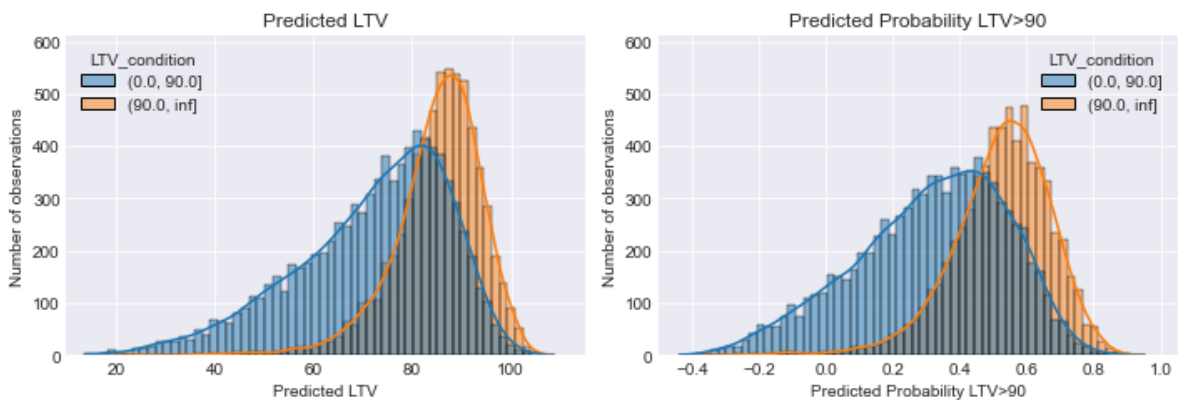 Predicted LTV
600
500
400
300
200
100
0
Number of observations
LTV_condition
(0.0, 90.0]
(90.0, inf]
20 40 60 80 100
Predicted LTV
Predicted Probability LTV>90
600
500
400
300
200
100
0
Number of observations
LTV_condition
(0.0, 90.0]
(90.0, inf]
−0.4 −0.2 0.0 0.2 0.4 0.6 0.8 1.0
Predicted Probability LTV>90